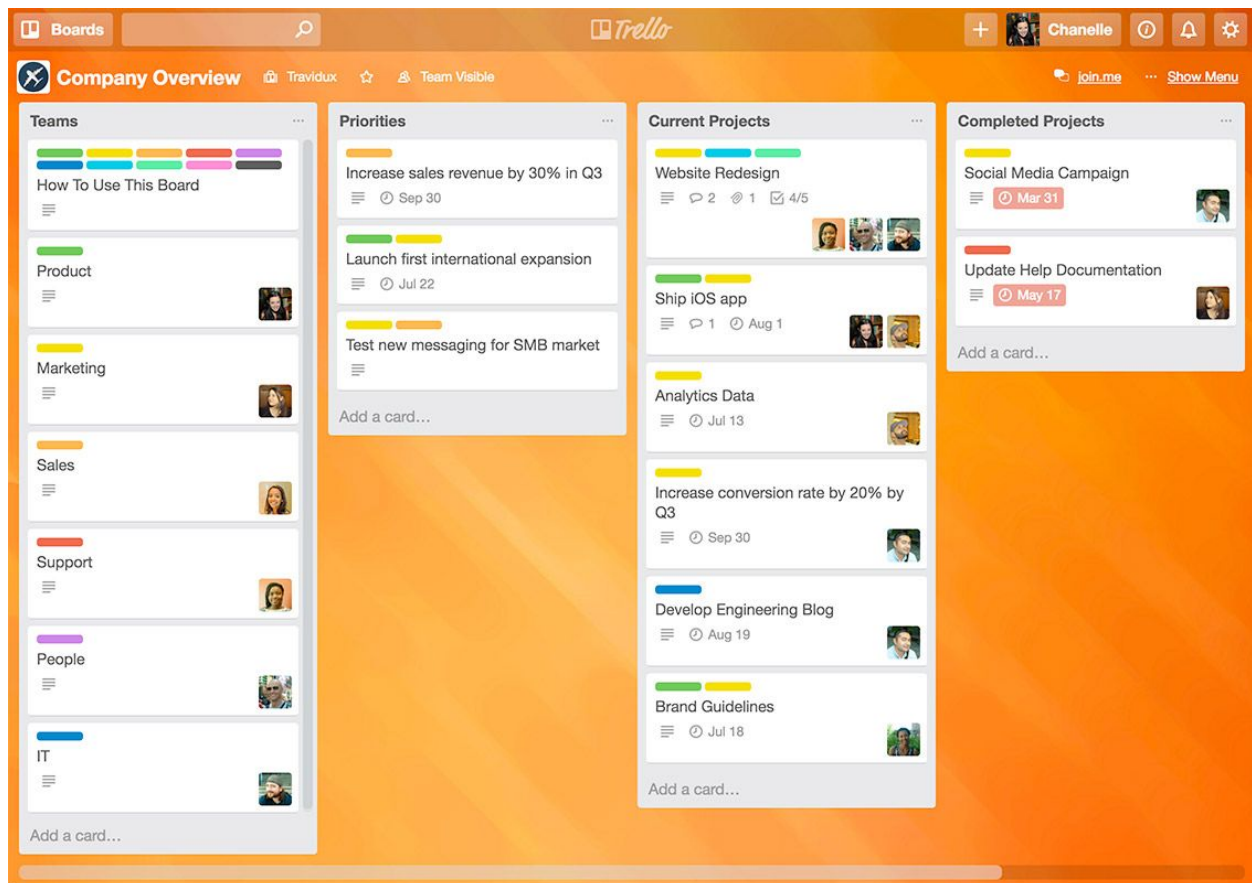 Boards
Trello
Chanelle
Company Overview
Travidux
Team Visible
join.me
Show Menu
Teams
How To Use This Board
Product
Marketing
Sales
Support
People
IT
Add a card...
Priorities
Increase sales revenue by 30% in Q3
Sep 30
Launch first international expansion
Jul 22
Test new messaging for SMB market
Add a card...
Current Projects
Website Redesign
2 1 4/5
Ship iOS app
1 Aug 1
Analytics Data
Jul 13
Increase conversion rate by 20% by
Q3
Sep 30
Develop Engineering Blog
Aug 19
Brand Guidelines
Jul 18
Add a card...
Completed Projects
Social Media Campaign
Mar 31
Update Help Documentation
May 17
Add a card...